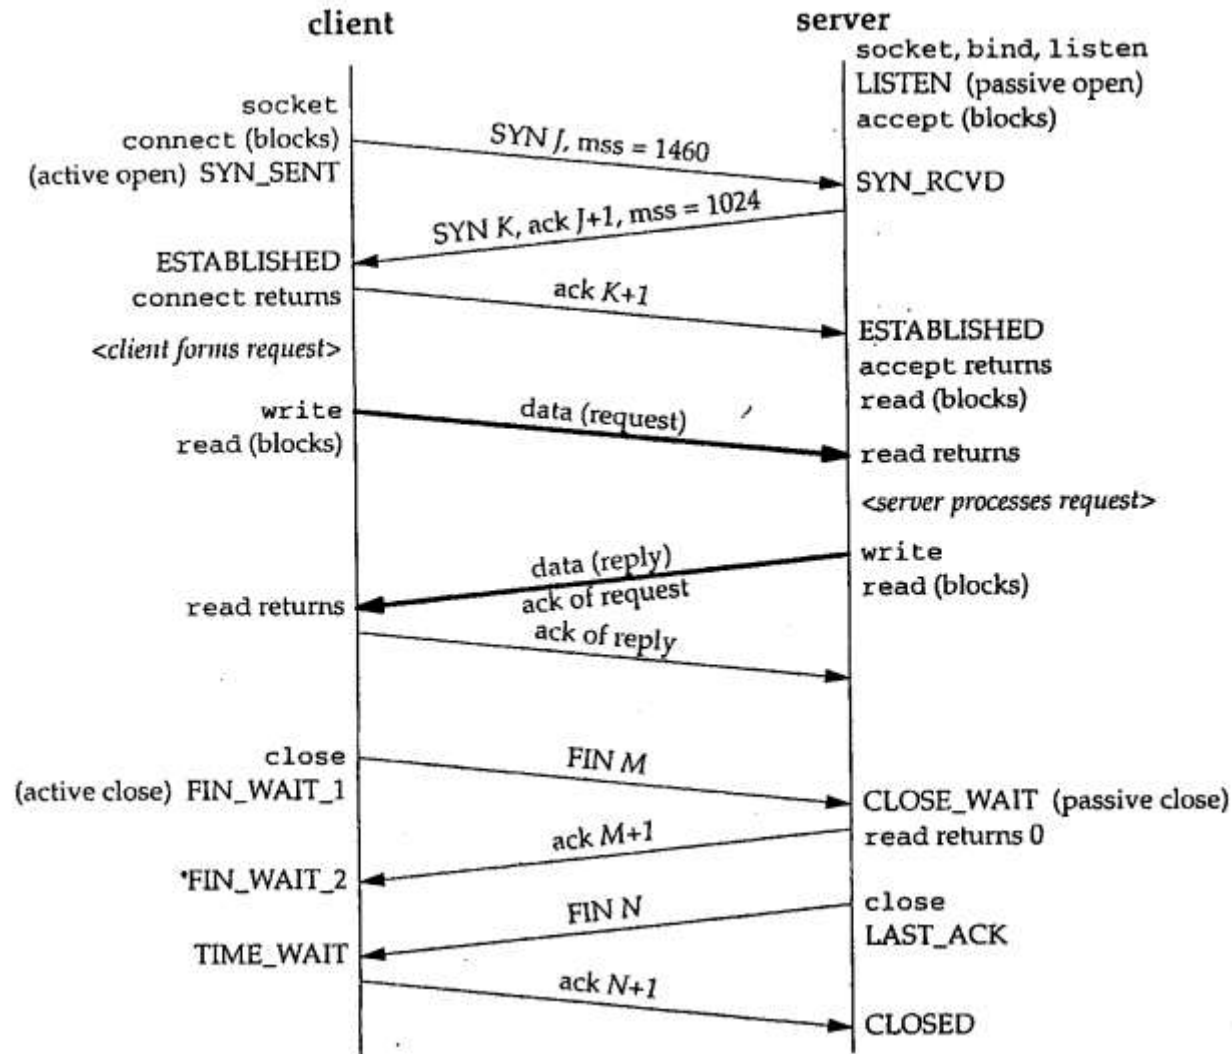 client
server
socket, bind, listen
LISTEN (passive open)
accept (blocks)
socket
connect (blocks)
(active open) SYN_SENT
SYN J, mss = 1460
SYN_RCVD
SYN K, ack J+1, mss = 1024
ESTABLISHED
connect returns
ack K+1
<client forms request>
ESTABLISHED
accept returns
read (blocks)
write
read (blocks)
data (request)
read returns
<server processes request>
write
read (blocks)
data (reply)
ack of request
read returns
ack of reply
close
(active close) FIN_WAIT_1
FIN M
CLOSE_WAIT (passive close)
read returns 0
ack M+1
FIN_WAIT_2
close
LAST_ACK
FIN N
TIME_WAIT
ack N+1
CLOSED